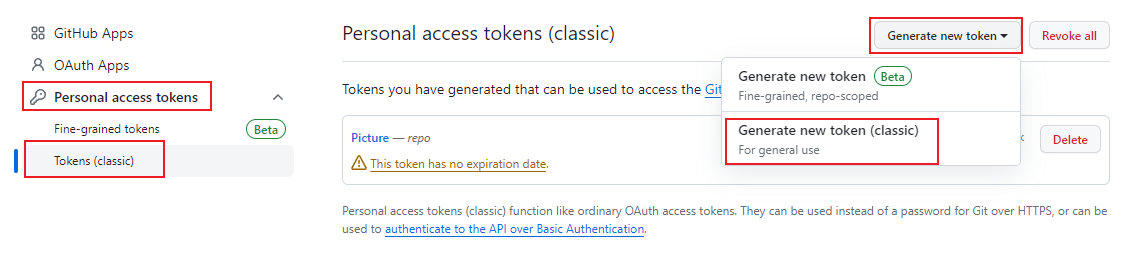 GitHub Apps
OAuth Apps
Personal access tokens
Fine-grained tokens Beta
Tokens (classic)
Personal access tokens (classic)
Generate new token
Revoke all
Generate new token Beta
Fine-grained, repo-scoped
Generate new token (classic)
For general use
Tokens you have generated that can be used to access the
Picture — repo
Delete
This token has no expiration date.
Personal access tokens (classic) function like ordinary OAuth access tokens. They can be used instead of a password for Git over HTTPS, or can be
used to authenticate to the API over Basic Authentication.